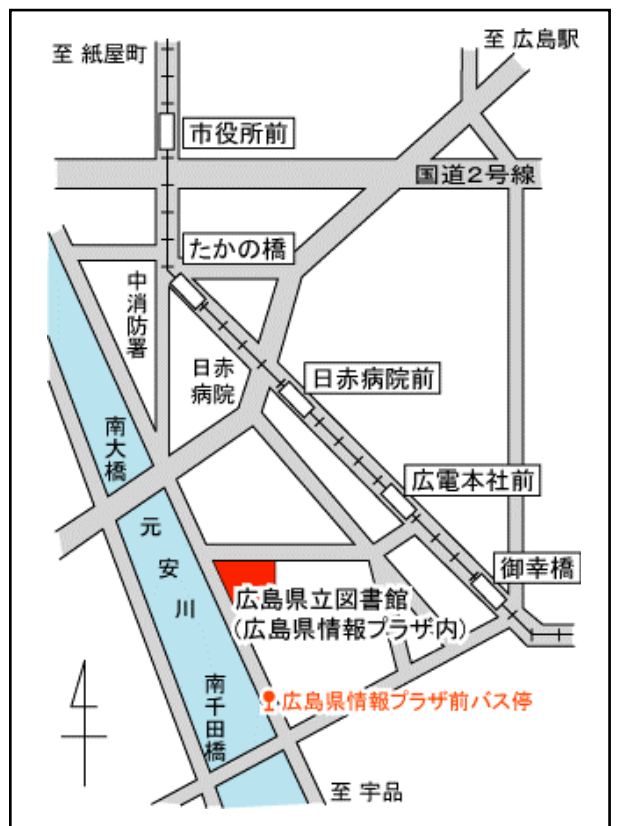 至 紙屋町
至 広島駅
市役所前
国道2号線
たかの橋
中消防署
日赤
病院
日赤病院前
南大橋
広電本社前
元安川
御幸橋
広島県立図書館
(広島県情報プラザ内)
南千田橋
広島県情報プラザ前バス停
至 宇品